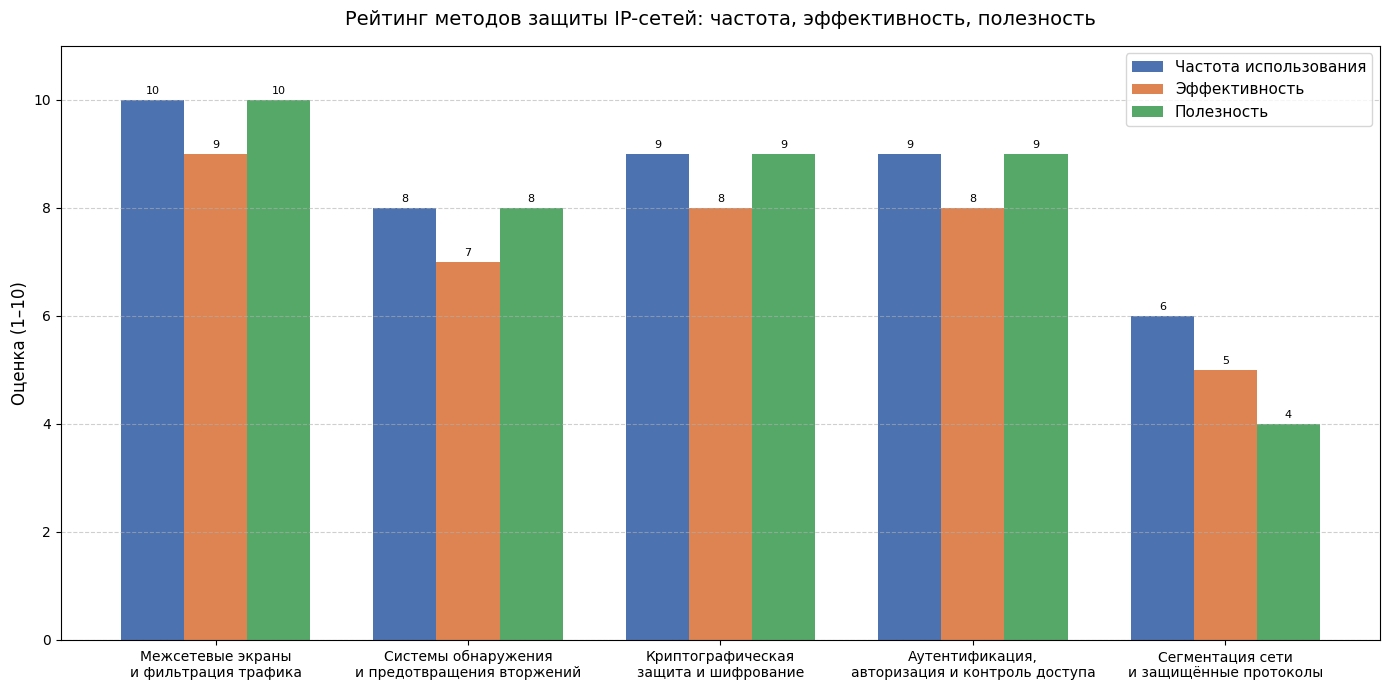 Рейтинг методов защиты IP-сетей: частота, эффективность, полезность
Частота использования
Эффективность
Полезность
Оценка (1–10)
10
8
6
4
2
0
10
9
10
8
7
8
9
8
9
9
8
9
6
5
4
Межсетевые экраны
и фильтрация трафика
Системы обнаружения
и предотвращения вторжений
Криптографическая
защита и шифрование
Аутентификация,
авторизация и контроль доступа
Сегментация сети
и защищённые протоколы